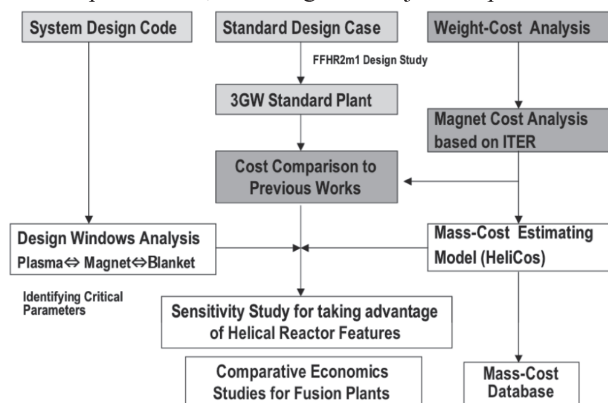 System Design Code
Standard Design Case
Weight-Cost Analysis
FFHR2m1 Design Study
3GW Standard Plant
Magnet Cost Analysis
based on ITER
Cost Comparison to
Previous Works
Design Windows Analysis
Plasma⇔ Magnet⇔Blanket
Mass-Cost Estimating
Model (HeliCos)
Identifying Critical
Parameters
Sensitivity Study for taking advantage
of Helical Reactor Features
Comparative Economics
Studies for Fusion Plants
Mass-Cost
Database